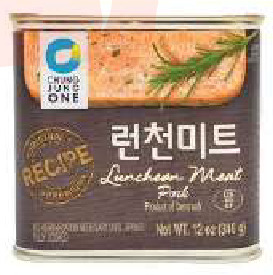 CHUNG
JUNG
ONE
RECIPE
런천미트
Luncheon Meat
Pork
Product of Denmark
Net WT. 12 oz (340 g)